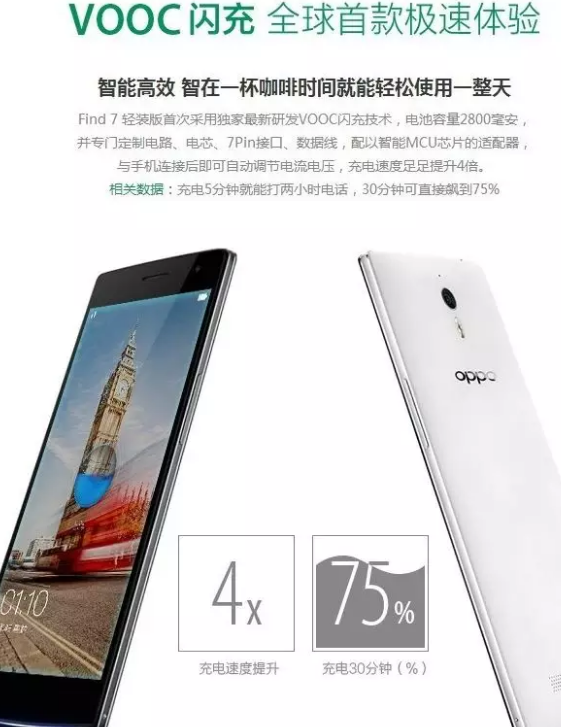 VOOC 闪充 全球首款极速体验
智能高效 智在一杯咖啡时间就能轻松使用一整天
Find 7 轻装版首次采用独家最新研发VOOC闪充技术，电池容量2800毫安，
并专门定制电路、电芯、7Pin接口、数据线，配以智能MCU芯片的适配器，
与手机连接后即可自动调节电流电压，充电速度足足提升4倍。
相关数据：充电5分钟就能打两小时电话，30分钟可直接飙到75%
oppo
01:10
4x
75%
充电速度提升
充电30分钟（%）